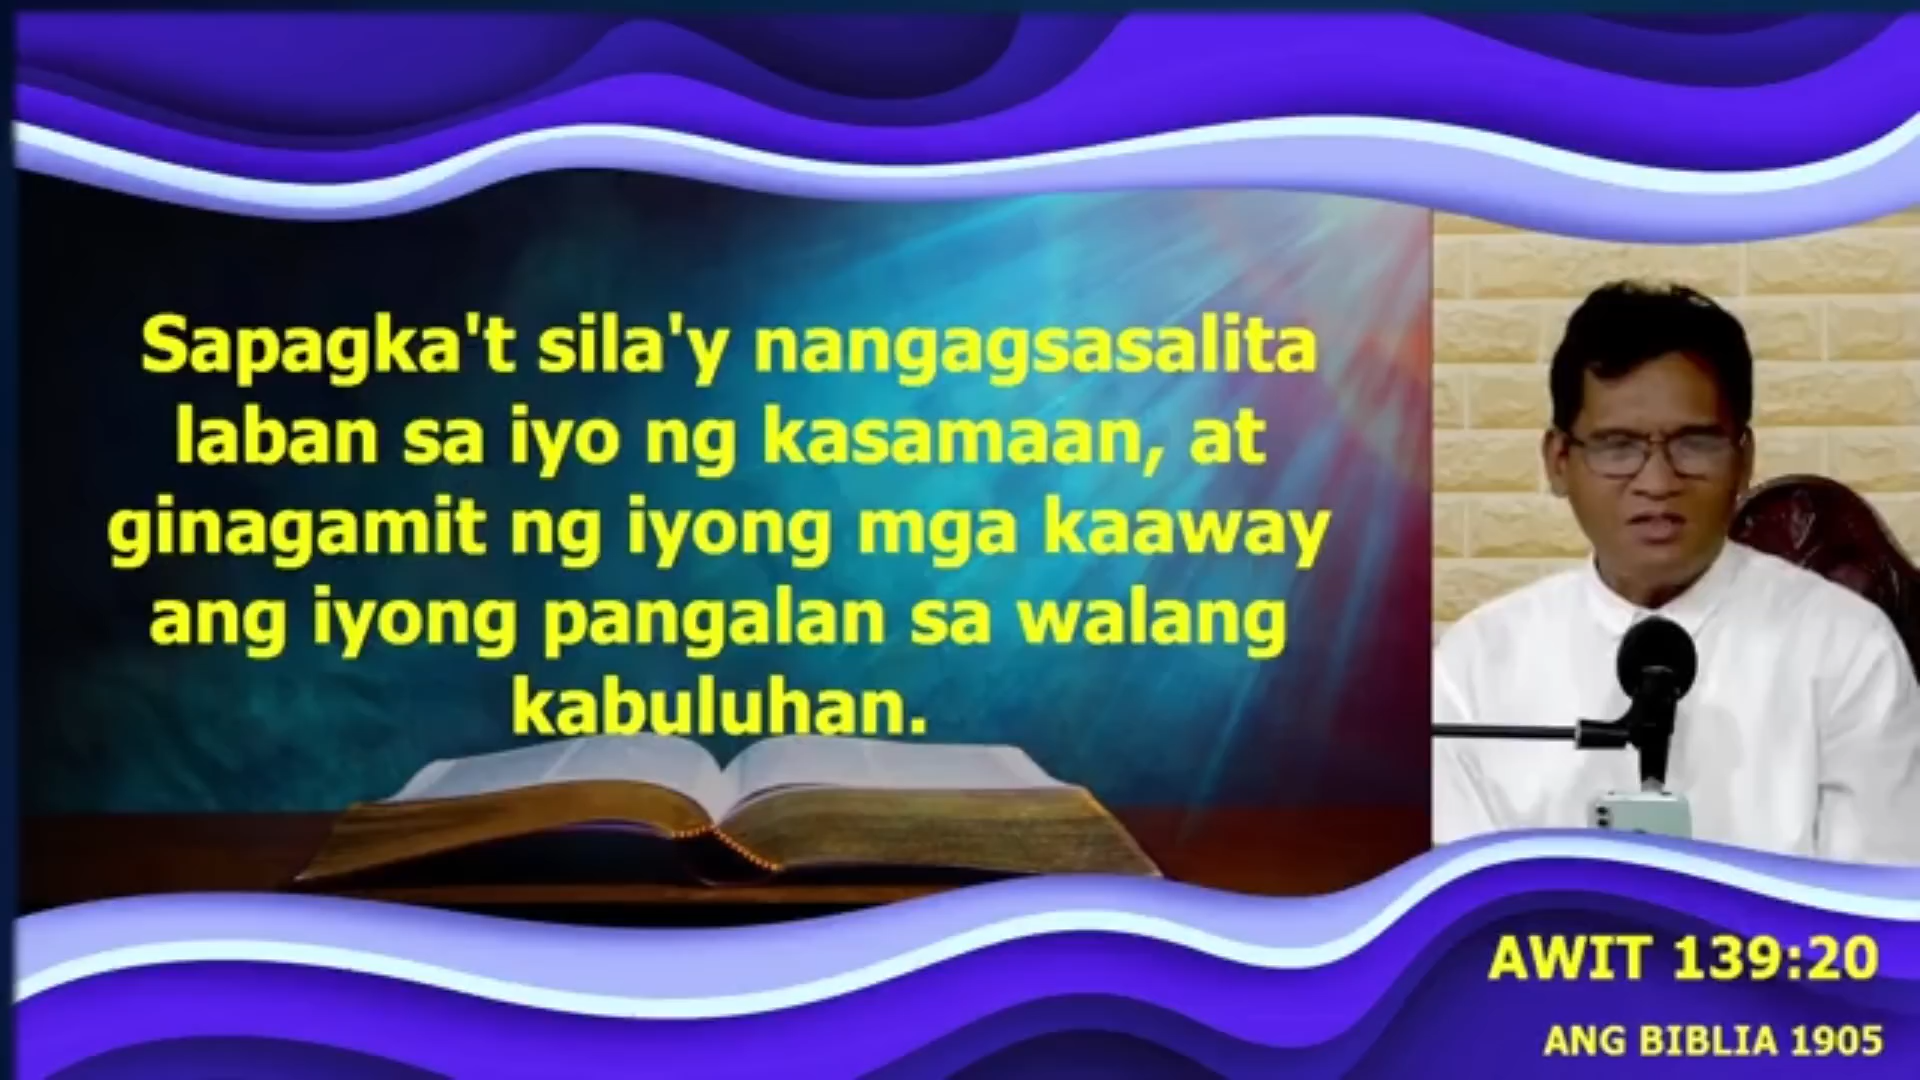 Sapagka't sila'y nangagsasalita
laban sa iyo ng kasamaan, at
ginagamit ng iyong mga kaaway
ang iyong pangalan sa walang
kabuluhan.
AWIT 139:20
ANG BIBLIA 1905